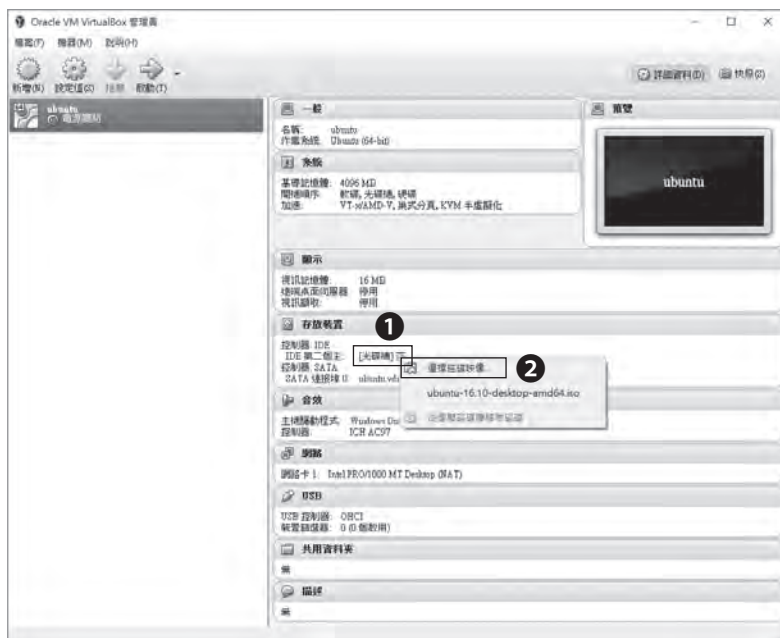 Oracle VM VirtualBox 管理員
檔案(F) 機器(M) 說明(H)
新增(N) 設定值(S) 捨棄 啟動(T)
詳細資料(D) 快照(S)
ubuntu
電源關閉
一般
預覽
名稱: ubuntu
作業系統: Ubuntu (64-bit)
ubuntu
系統
基準記憶體: 4096 MB
開機順序: 軟碟, 光碟機, 硬碟
加速: VT-x/AMD-V, 巢式分頁, KVM 半虛擬化
顯示
視訊記憶體: 16 MB
遠端桌面伺服器: 停用
視訊擷取: 停用
存放裝置
1
控制器: IDE
IDE 第二個主: [光碟機]
選擇磁碟映像...
2
控制器: SATA
SATA 連接埠 0: ubuntu.vdi
ubuntu-16.10-desktop-amd64.iso
音效
主機驅動程式: Windows
控制器: ICH AC97
網路
網路卡 1: Intel PRO/1000 MT Desktop (NAT)
USB
USB 控制器: OHCI
裝置篩選器: 0 (0 個啟用)
共用資料夾
無
描述
無